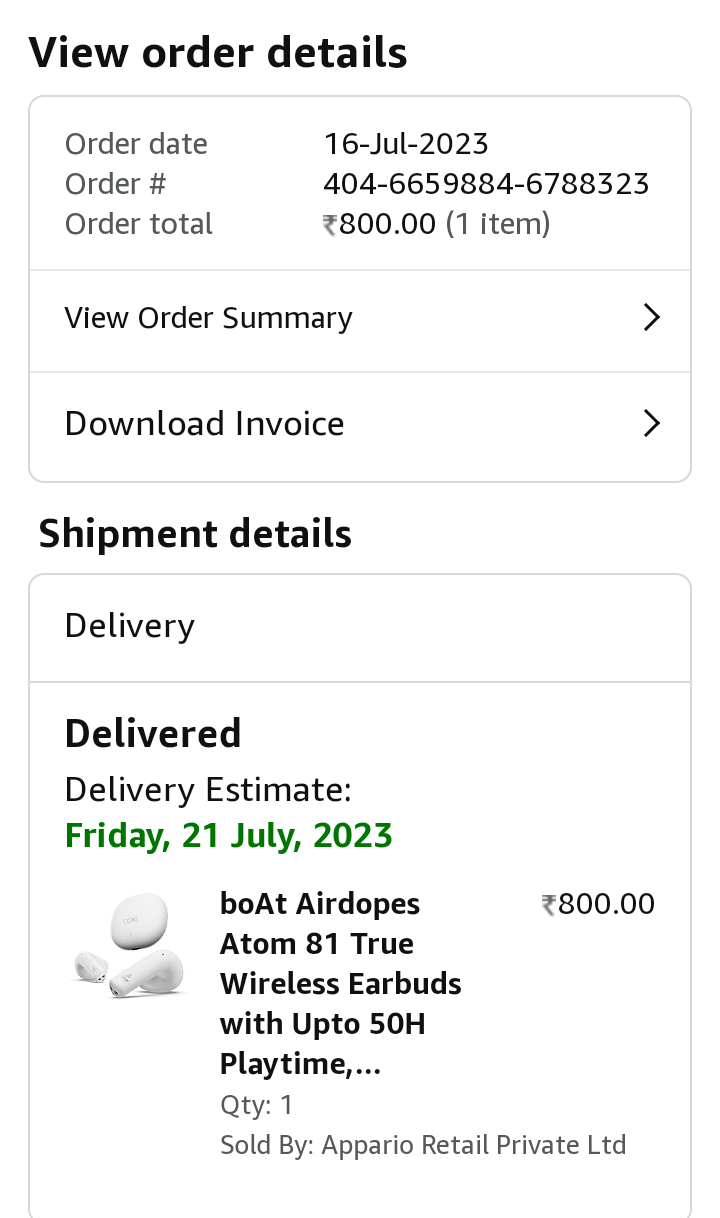 View order details
Order date 16-Jul-2023
Order # 404-6659884-6788323
Order total ₹800.00 (1 item)
View Order Summary
Download Invoice
Shipment details
Delivery
Delivered
Delivery Estimate:
Friday, 21 July, 2023
boAt Airdopes ₹800.00
Atom 81 True
Wireless Earbuds
with Upto 50H
Playtime,...
Qty: 1
Sold By: Appario Retail Private Ltd